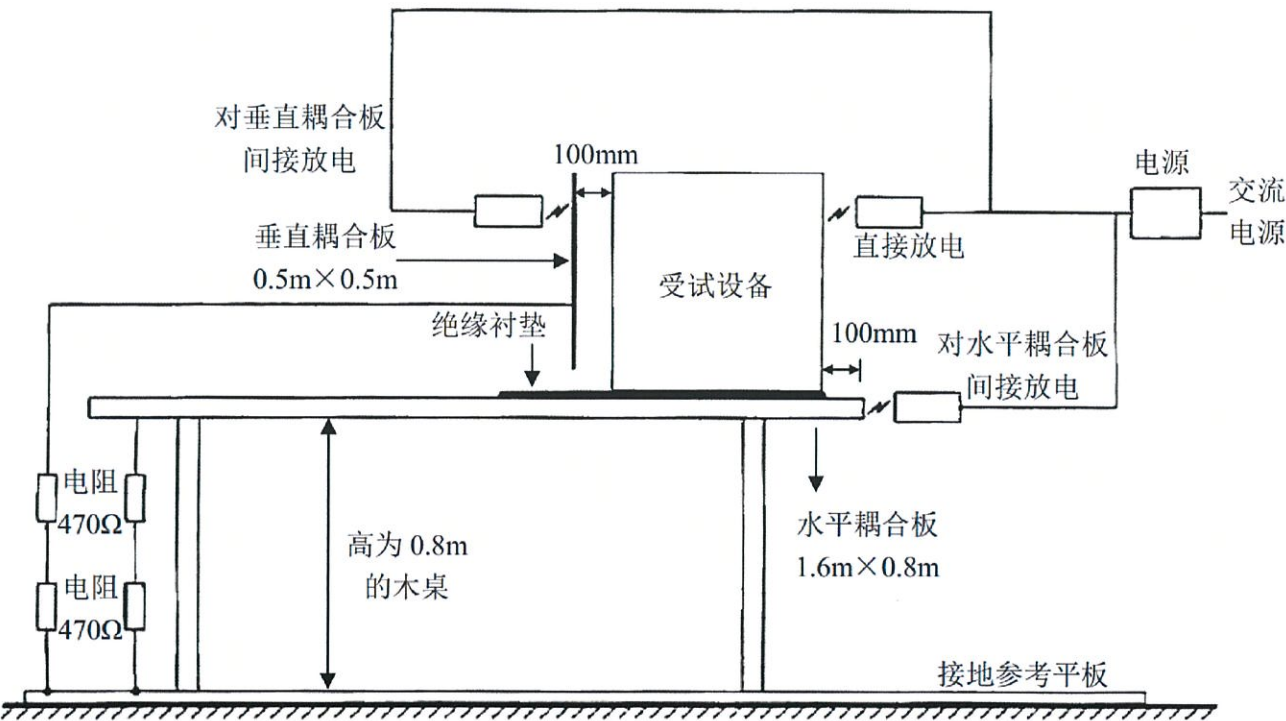 对垂直耦合板
间接放电
100mm
电源
交流
电源
垂直耦合板
0.5m×0.5m
直接放电
受试设备
绝缘衬垫
100mm
对水平耦合板
间接放电
电阻
470Ω
高为 0.8m
的木桌
水平耦合板
1.6m×0.8m
电阻
470Ω
接地参考平板